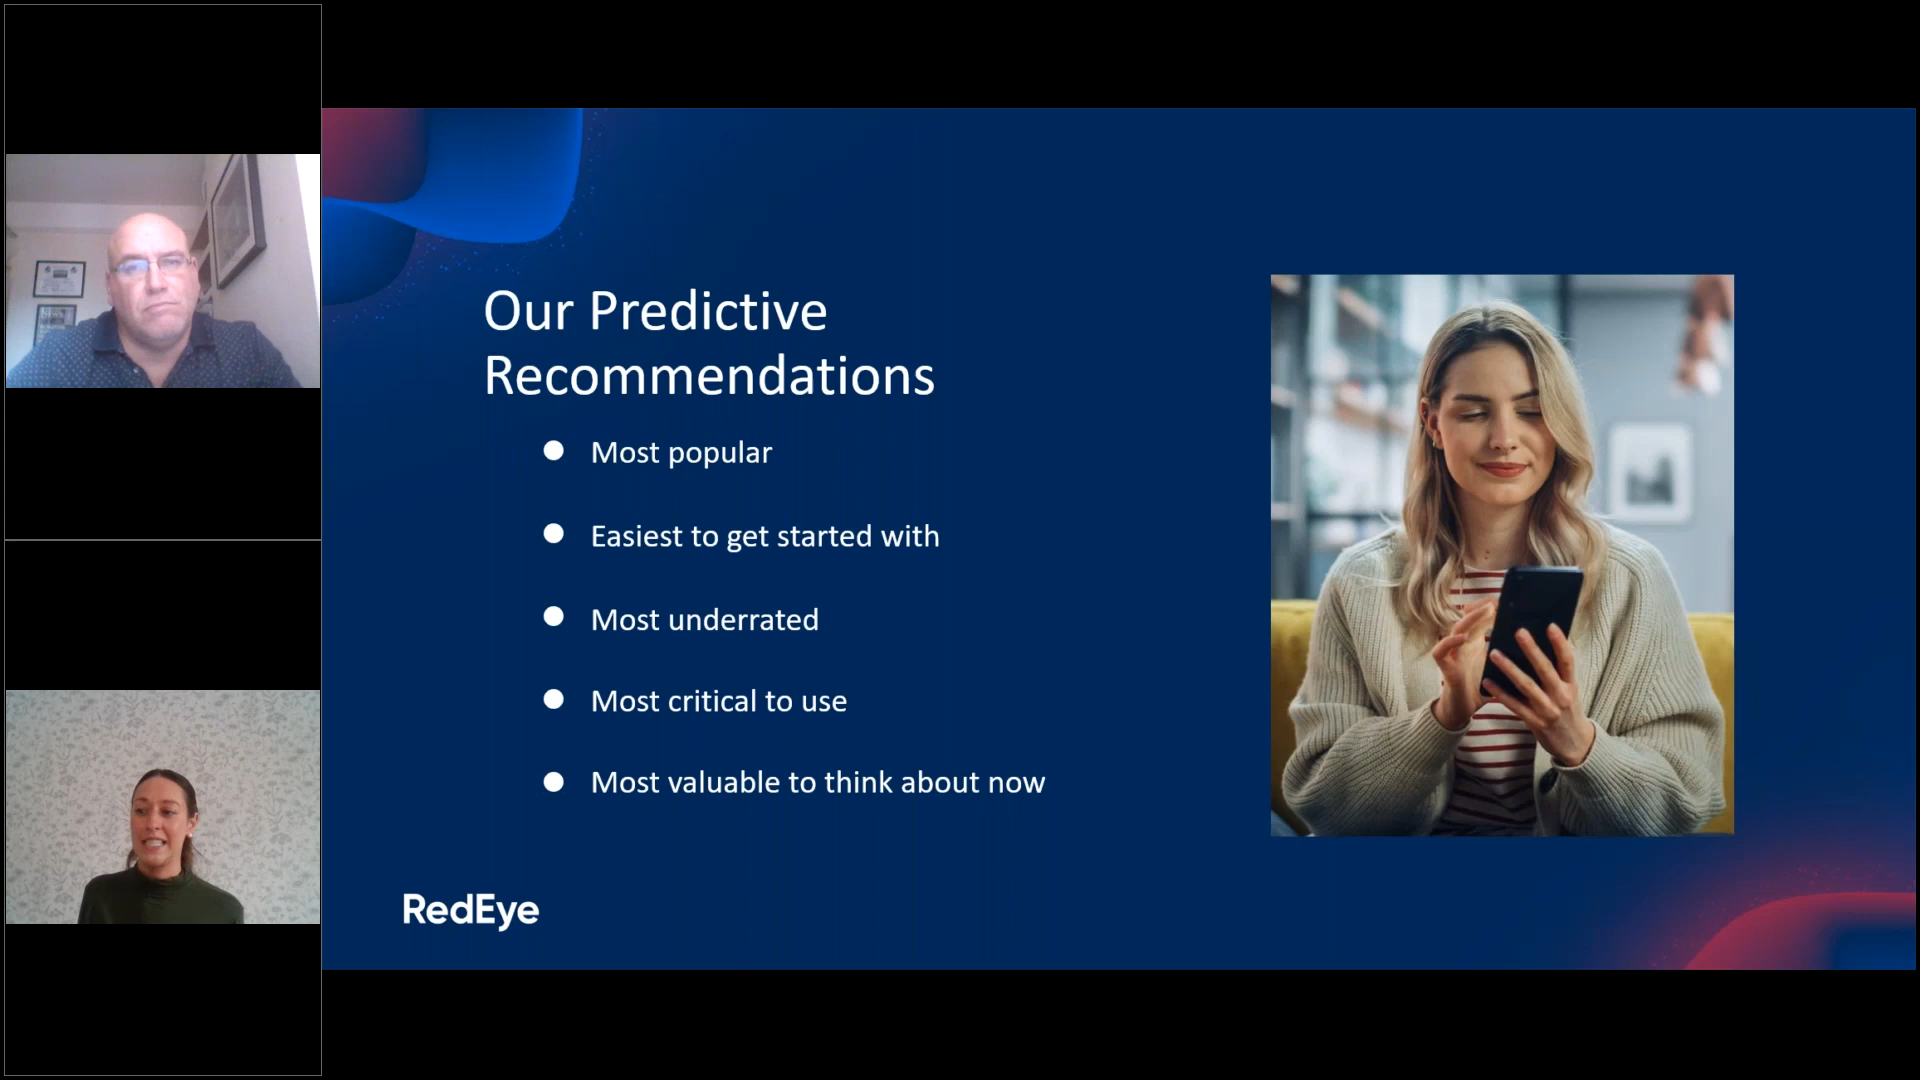 Our Predictive
Recommendations
Most popular
Easiest to get started with
Most underrated
Most critical to use
Most valuable to think about now
RedEye